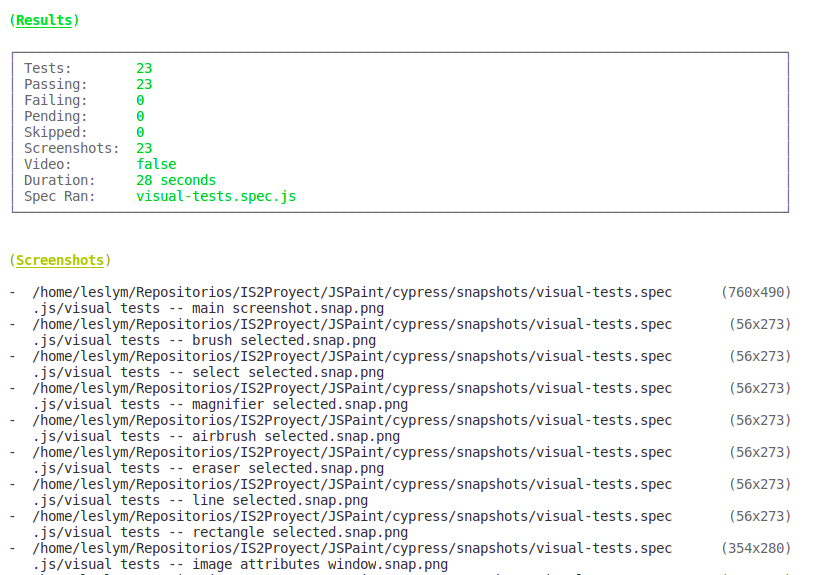 (Results)
Tests: 23
Passing: 23
Failing: 0
Pending: 0
Skipped: 0
Screenshots: 23
Video: false
Duration: 28 seconds
Spec Ran: visual-tests.spec.js
(Screenshots)
- /home/leslym/Repositorios/IS2Proyect/JSPaint/cypress/snapshots/visual-tests.spec (760x490)
.js/visual tests -- main screenshot.snap.png
- /home/leslym/Repositorios/IS2Proyect/JSPaint/cypress/snapshots/visual-tests.spec (56x273)
.js/visual tests -- brush selected.snap.png
- /home/leslym/Repositorios/IS2Proyect/JSPaint/cypress/snapshots/visual-tests.spec (56x273)
.js/visual tests -- select selected.snap.png
- /home/leslym/Repositorios/IS2Proyect/JSPaint/cypress/snapshots/visual-tests.spec (56x273)
.js/visual tests -- magnifier selected.snap.png
- /home/leslym/Repositorios/IS2Proyect/JSPaint/cypress/snapshots/visual-tests.spec (56x273)
.js/visual tests -- airbrush selected.snap.png
- /home/leslym/Repositorios/IS2Proyect/JSPaint/cypress/snapshots/visual-tests.spec (56x273)
.js/visual tests -- eraser selected.snap.png
- /home/leslym/Repositorios/IS2Proyect/JSPaint/cypress/snapshots/visual-tests.spec (56x273)
.js/visual tests -- line selected.snap.png
- /home/leslym/Repositorios/IS2Proyect/JSPaint/cypress/snapshots/visual-tests.spec (56x273)
.js/visual tests -- rectangle selected.snap.png
- /home/leslym/Repositorios/IS2Proyect/JSPaint/cypress/snapshots/visual-tests.spec (354x280)
.js/visual tests -- image attributes window.snap.png